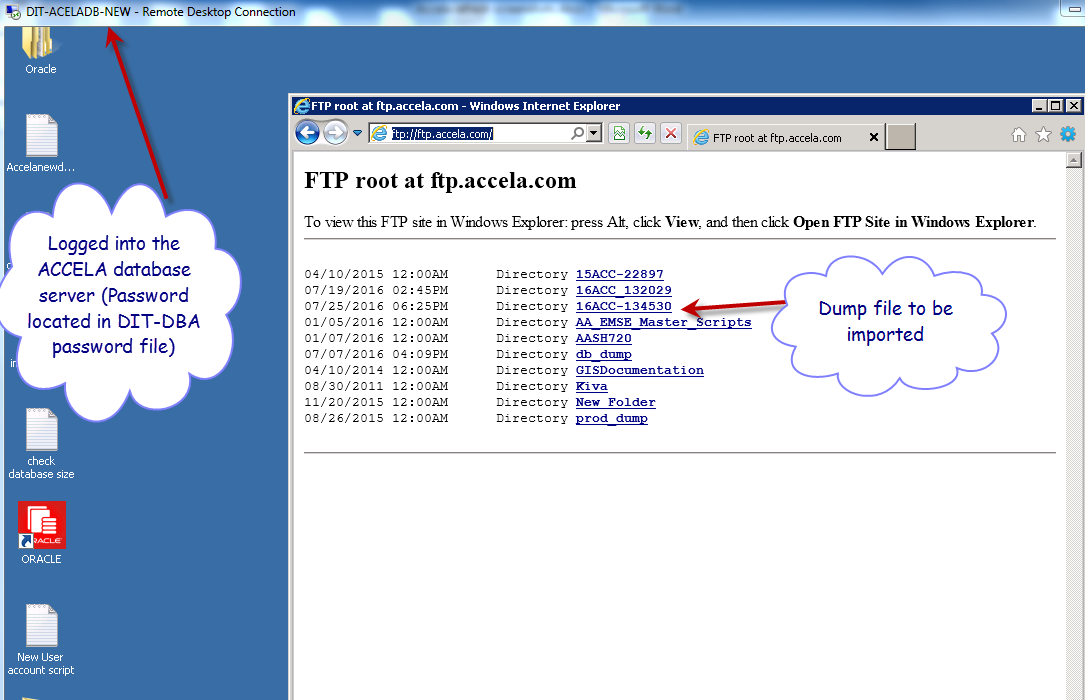 DIT-ACELADB-NEW - Remote Desktop Connection
Oracle
Accelanewd...
Logged into the
ACCELA database
server (Password
located in DIT-DBA
password file)
check
database size
ORACLE
ORACLE
New User
account script
FTP root at ftp.accela.com - Windows Internet Explorer
ftp://ftp.accela.com/
FTP root at ftp.accela.com
FTP root at ftp.accela.com
To view this FTP site in Windows Explorer: press Alt, click View, and then click Open FTP Site in Windows Explorer.
04/10/2015 12:00AM Directory 15ACC-22897
07/19/2016 02:45PM Directory 16ACC_132029
07/25/2016 06:25PM Directory 16ACC-134530
01/05/2016 12:00AM Directory AA_EMSE_Master_Scripts
01/07/2016 12:00AM Directory AASH720
07/07/2016 04:09PM Directory db_dump
04/10/2014 12:00AM Directory GISDocumentation
08/30/2011 12:00AM Directory Kiva
11/20/2015 12:00AM Directory New Folder
08/26/2015 12:00AM Directory prod_dump
Dump file to be
imported